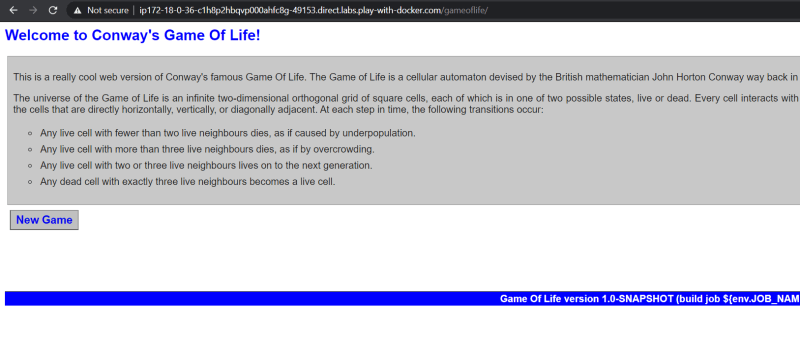 Not secure | ip172-18-0-36-c1h8p2hbqvp000ahfc8g-49153.direct.labs.play-with-docker.com/gameoflife/
Welcome to Conway's Game Of Life!
This is a really cool web version of Conway's famous Game Of Life. The Game of Life is a cellular automaton devised by the British mathematician John Horton Conway way back in
The universe of the Game of Life is an infinite two-dimensional orthogonal grid of square cells, each of which is in one of two possible states, live or dead. Every cell interacts with
the cells that are directly horizontally, vertically, or diagonally adjacent. At each step in time, the following transitions occur:
Any live cell with fewer than two live neighbours dies, as if caused by underpopulation.
Any live cell with more than three live neighbours dies, as if by overcrowding.
Any live cell with two or three live neighbours lives on to the next generation.
Any dead cell with exactly three live neighbours becomes a live cell.
New Game
Game Of Life version 1.0-SNAPSHOT (build job ${env.JOB_NAM